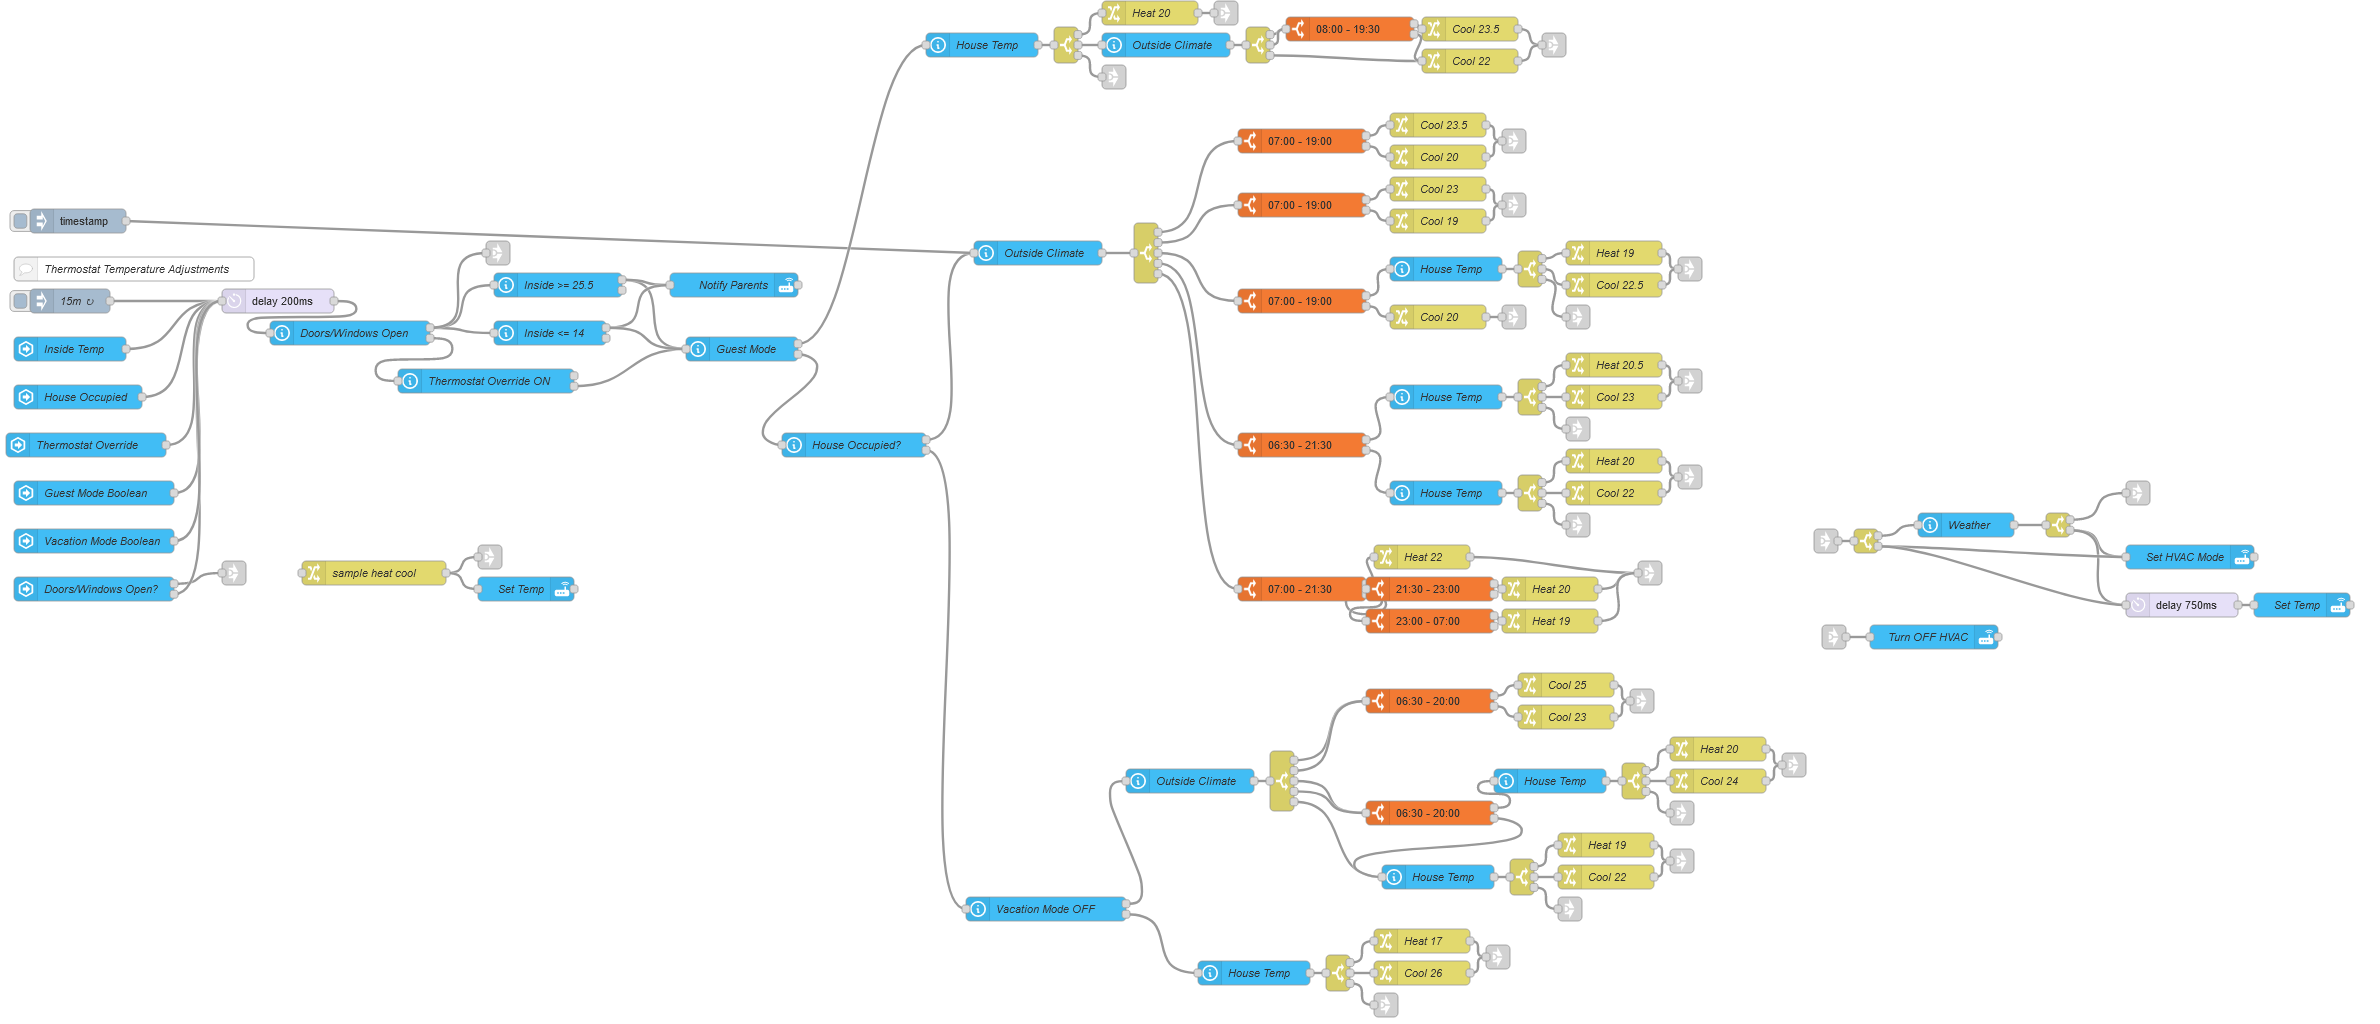 Heat 20
House Temp
Outside Climate
08:00 - 19:30
Cool 23.5
Cool 22
07:00 - 19:00
Cool 23.5
Cool 20
07:00 - 19:00
Cool 23
Cool 19
timestamp
Outside Climate
Thermostat Temperature Adjustments
15m ↻
delay 200ms
Doors/Windows Open
Inside >= 25.5
Notify Parents
Inside <= 14
Guest Mode
Thermostat Override ON
Inside Temp
House Occupied
Thermostat Override
House Occupied?
Guest Mode Boolean
Vacation Mode Boolean
Doors/Windows Open?
sample heat cool
Set Temp
07:00 - 19:00
House Temp
Heat 19
Cool 22.5
Cool 20
06:30 - 21:30
House Temp
Heat 20.5
Cool 23
House Temp
Heat 20
Cool 22
07:00 - 21:30
Heat 22
21:30 - 23:00
Heat 20
23:00 - 07:00
Heat 19
Weather
Set HVAC Mode
delay 750ms
Set Temp
Turn OFF HVAC
06:30 - 20:00
Cool 25
Cool 23
Outside Climate
06:30 - 20:00
House Temp
Heat 20
Cool 24
House Temp
Heat 19
Cool 22
Vacation Mode OFF
House Temp
Heat 17
Cool 26